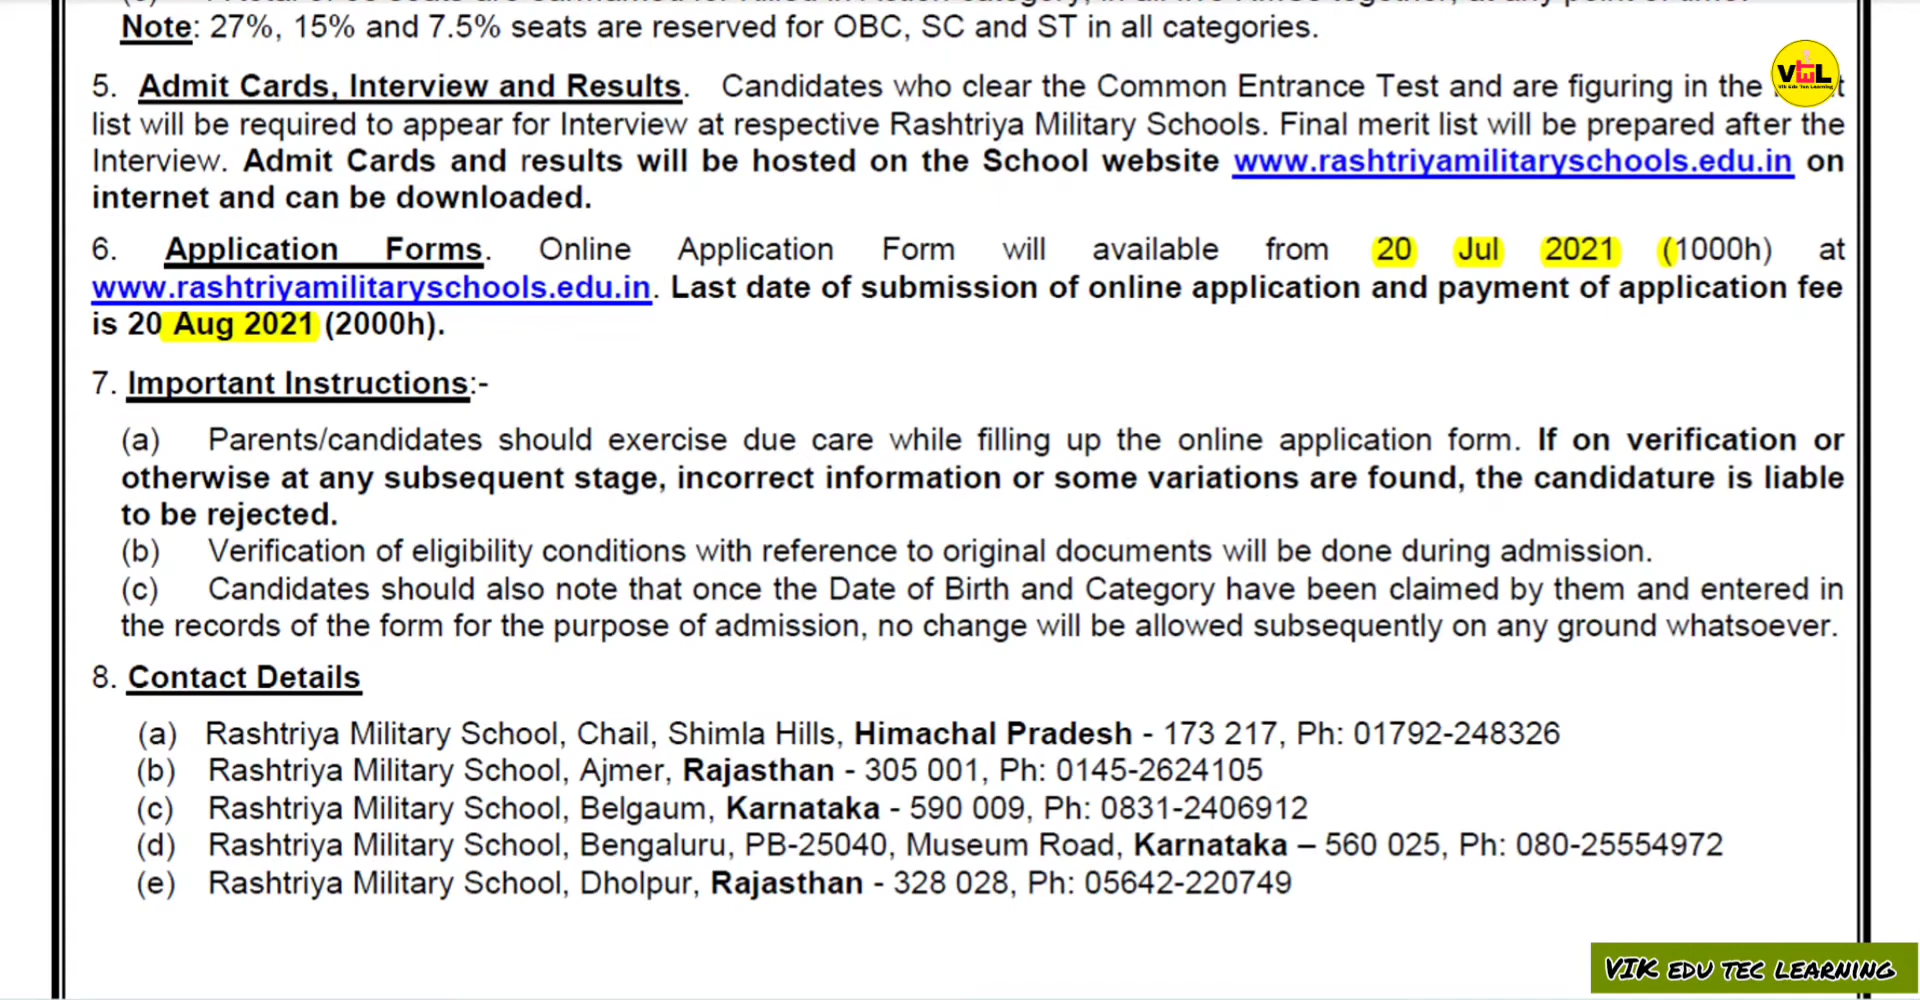 Note: 27%, 15% and 7.5% seats are reserved for OBC, SC and ST in all categories.
5. Admit Cards, Interview and Results. Candidates who clear the Common Entrance Test and are figuring in the
list will be required to appear for Interview at respective Rashtriya Military Schools. Final merit list will be prepared after the
Interview. Admit Cards and results will be hosted on the School website www.rashtriyamilitaryschools.edu.in on
internet and can be downloaded.
6. Application Forms. Online Application Form will available from 20 Jul 2021 (1000h) at
www.rashtriyamilitaryschools.edu.in. Last date of submission of online application and payment of application fee
is 20 Aug 2021 (2000h).
7. Important Instructions:-
(a) Parents/candidates should exercise due care while filling up the online application form. If on verification or
otherwise at any subsequent stage, incorrect information or some variations are found, the candidature is liable
to be rejected.
(b) Verification of eligibility conditions with reference to original documents will be done during admission.
(c) Candidates should also note that once the Date of Birth and Category have been claimed by them and entered in
the records of the form for the purpose of admission, no change will be allowed subsequently on any ground whatsoever.
8. Contact Details
(a) Rashtriya Military School, Chail, Shimla Hills, Himachal Pradesh - 173 217, Ph: 01792-248326
(b) Rashtriya Military School, Ajmer, Rajasthan - 305 001, Ph: 0145-2624105
(c) Rashtriya Military School, Belgaum, Karnataka - 590 009, Ph: 0831-2406912
(d) Rashtriya Military School, Bengaluru, PB-25040, Museum Road, Karnataka – 560 025, Ph: 080-25554972
(e) Rashtriya Military School, Dholpur, Rajasthan - 328 028, Ph: 05642-220749
VETL
Vik Edu Tec Learning
VIK EDU TEC LEARNING